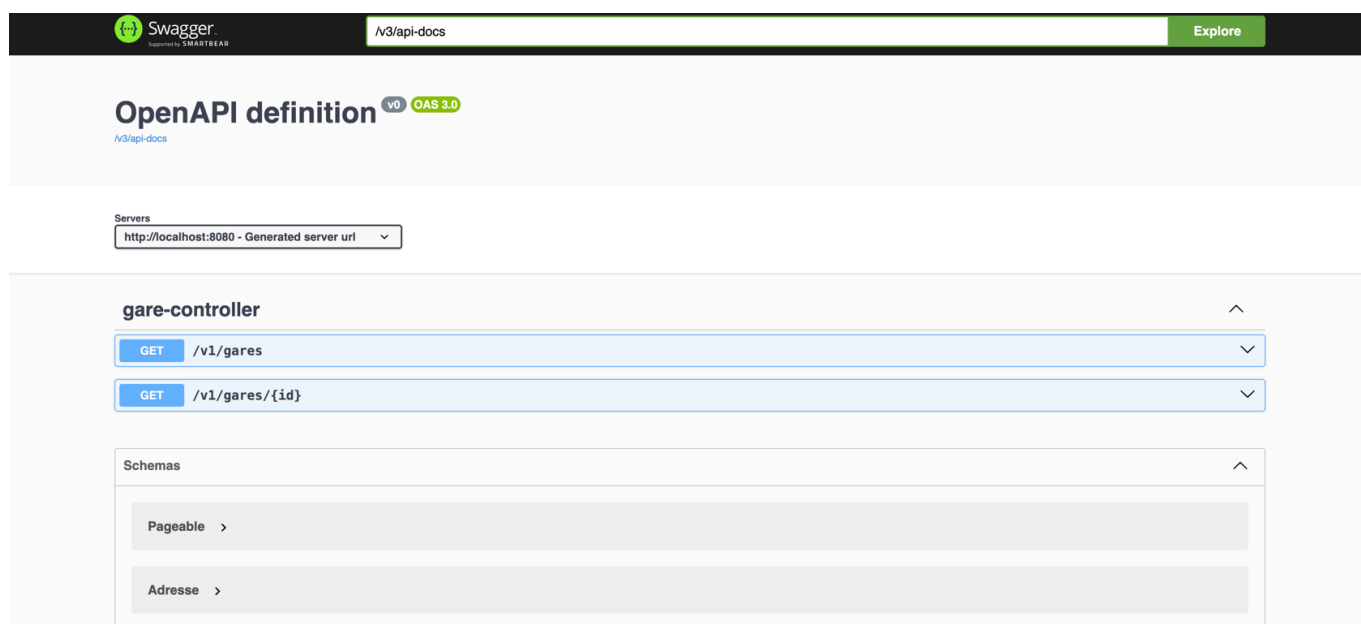 Swagger.
Supported by SMARTBEAR
/v3/api-docs
Explore
OpenAPI definition v0 OAS 3.0
/v3/api-docs
Servers
http://localhost:8080 - Generated server url
gare-controller
GET /v1/gares
GET /v1/gares/{id}
Schemas
Pageable
Adresse